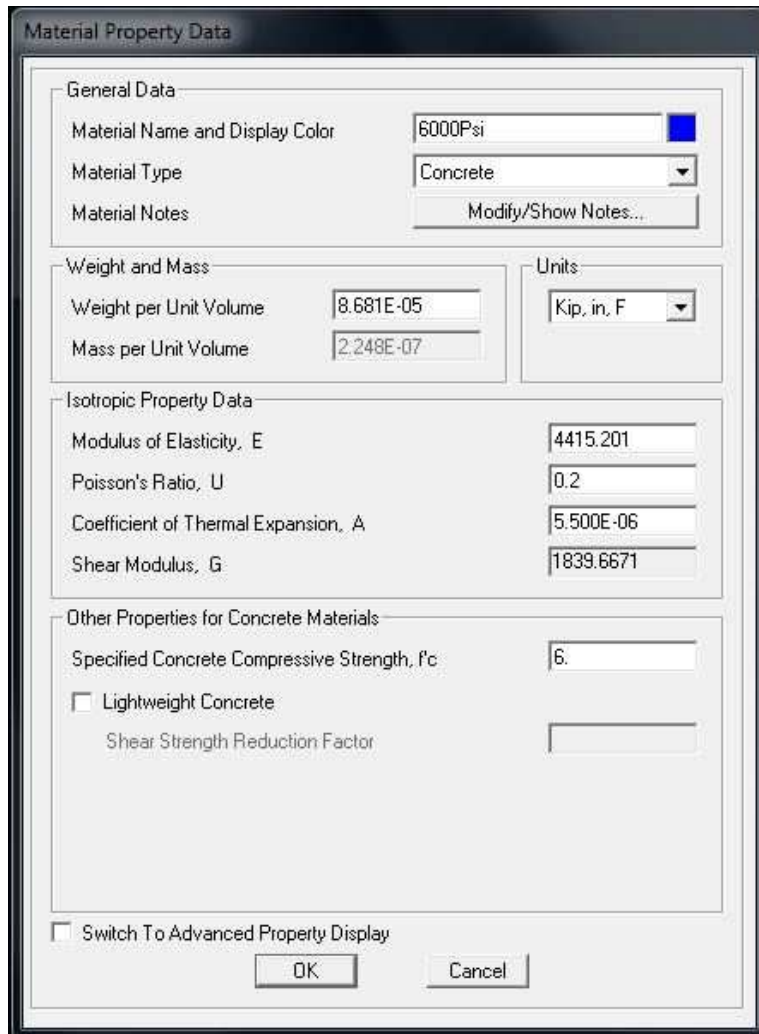 Material Property Data
General Data
Material Name and Display Color 6000Psi
Material Type Concrete
Material Notes Modify/Show Notes...
Weight and Mass
Weight per Unit Volume 8.681E-05
Mass per Unit Volume 2.248E-07
Units
Kip, in, F
Isotropic Property Data
Modulus of Elasticity, E 4415.201
Poisson's Ratio, U 0.2
Coefficient of Thermal Expansion, A 5.500E-06
Shear Modulus, G 1839.6671
Other Properties for Concrete Materials
Specified Concrete Compressive Strength, f'c 6.
Lightweight Concrete
Shear Strength Reduction Factor
Switch To Advanced Property Display
OK Cancel